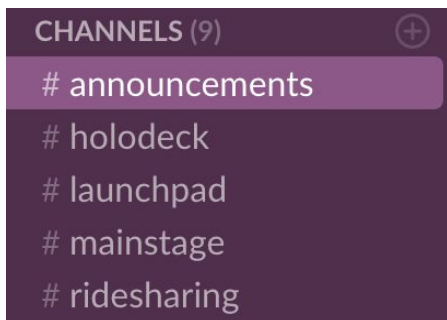 CHANNELS (9)
# announcements
# holodeck
# launchpad
# mainstage
# ridesharing